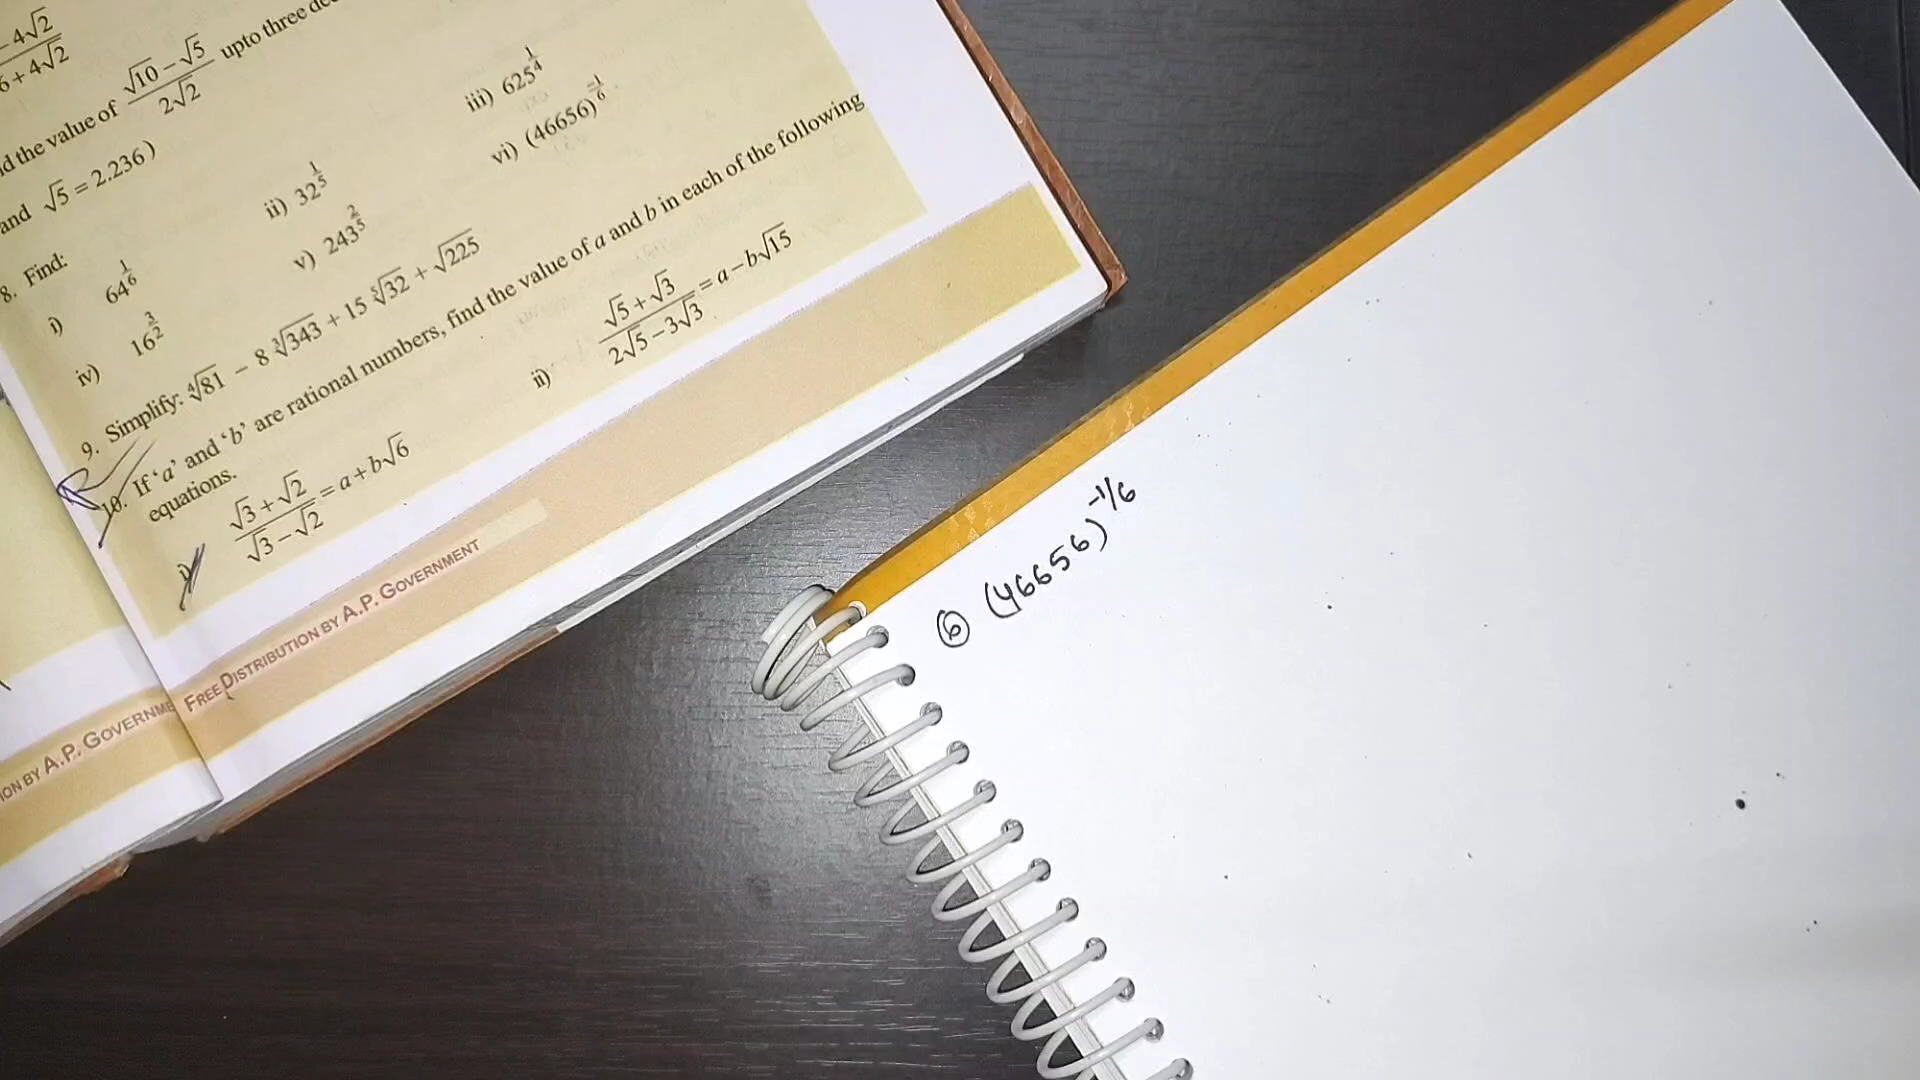 - 4√2
6 + 4√2
d the value of (√10 - √5)/(2√2) upto three
and √5 = 2.236)
8. Find:
i) 64^(1/6) ii) 32^(1/5) iii) 625^(1/4)
iv) 16^(3/2) v) 243^(2/5) vi) (46656)^(-1/6)
9. Simplify: ∜81 - 8 ∛343 + 15 ⁵√32 + √225
10. If 'a' and 'b' are rational numbers, find the value of a and b in each of the following
equations.
i) (√3 + √2)/(√3 - √2) = a + b√6 ii) (√5 + √3)/(2√5 - 3√3) = a - b√15
FREE DISTRIBUTION BY A.P. GOVERNMENT
ION BY A.P. GOVERNME
⑥ (46656)^(-1/6)